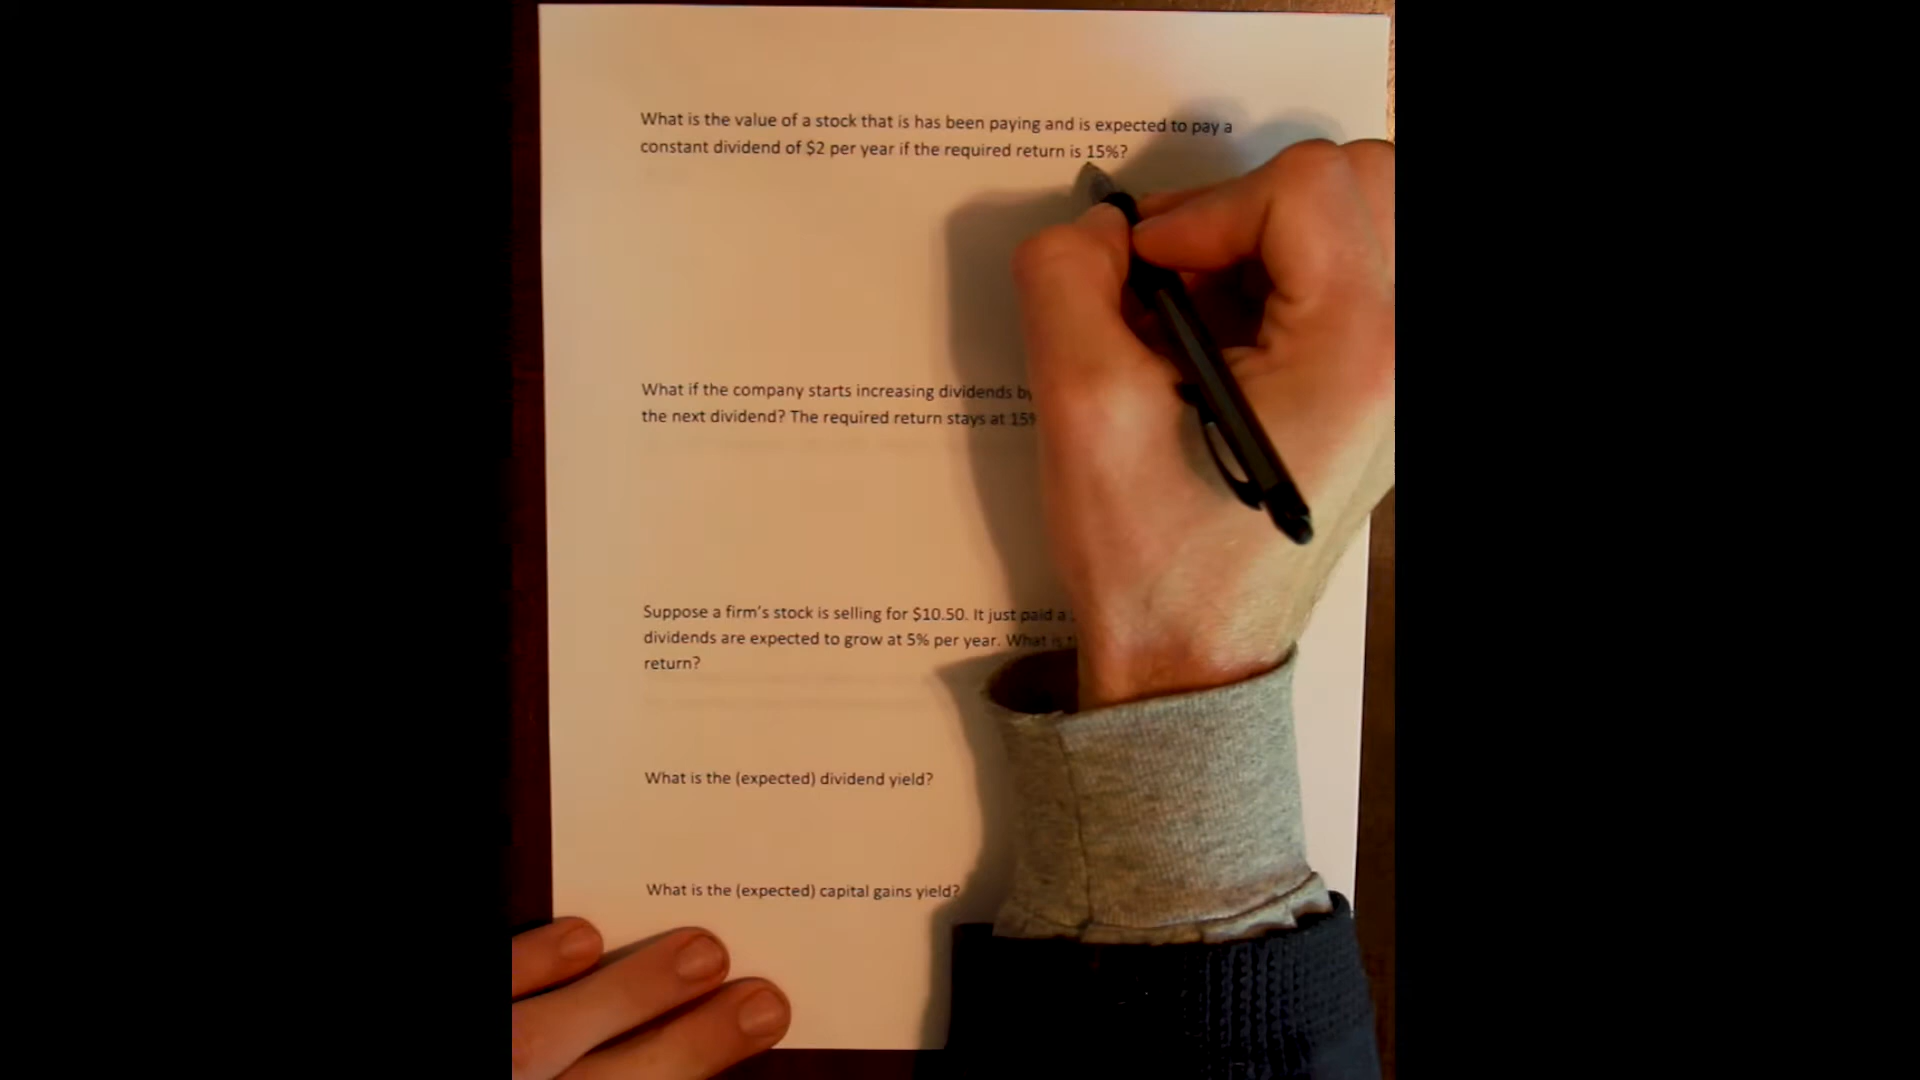 What is the value of a stock that is has been paying and is expected to pay a
constant dividend of $2 per year if the required return is 15%?
What if the company starts increasing dividends by
the next dividend? The required return stays at 15%
Suppose a firm's stock is selling for $10.50. It just paid a
dividends are expected to grow at 5% per year. What is
return?
What is the (expected) dividend yield?
What is the (expected) capital gains yield?